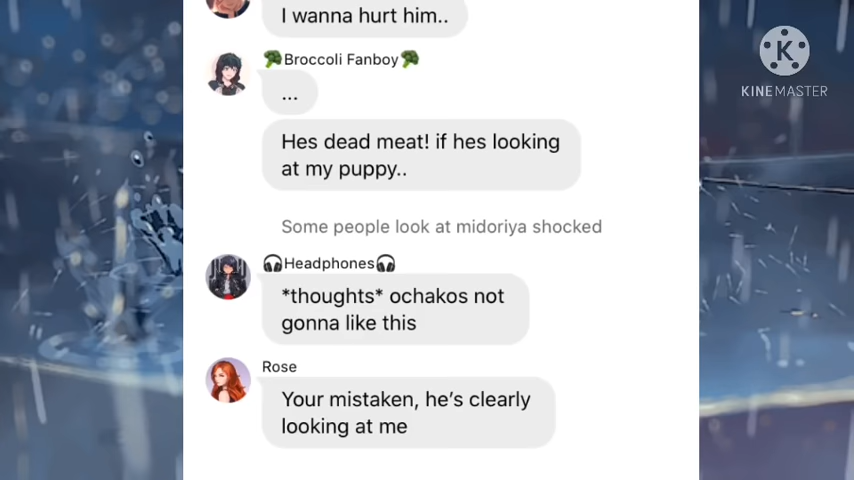 I wanna hurt him..
🥦Broccoli Fanboy🥦
...
Hes dead meat! if hes looking
at my puppy..
Some people look at midoriya shocked
🎧Headphones🎧
*thoughts* ochakos not
gonna like this
Rose
Your mistaken, he’s clearly
looking at me
K
KINEMASTER